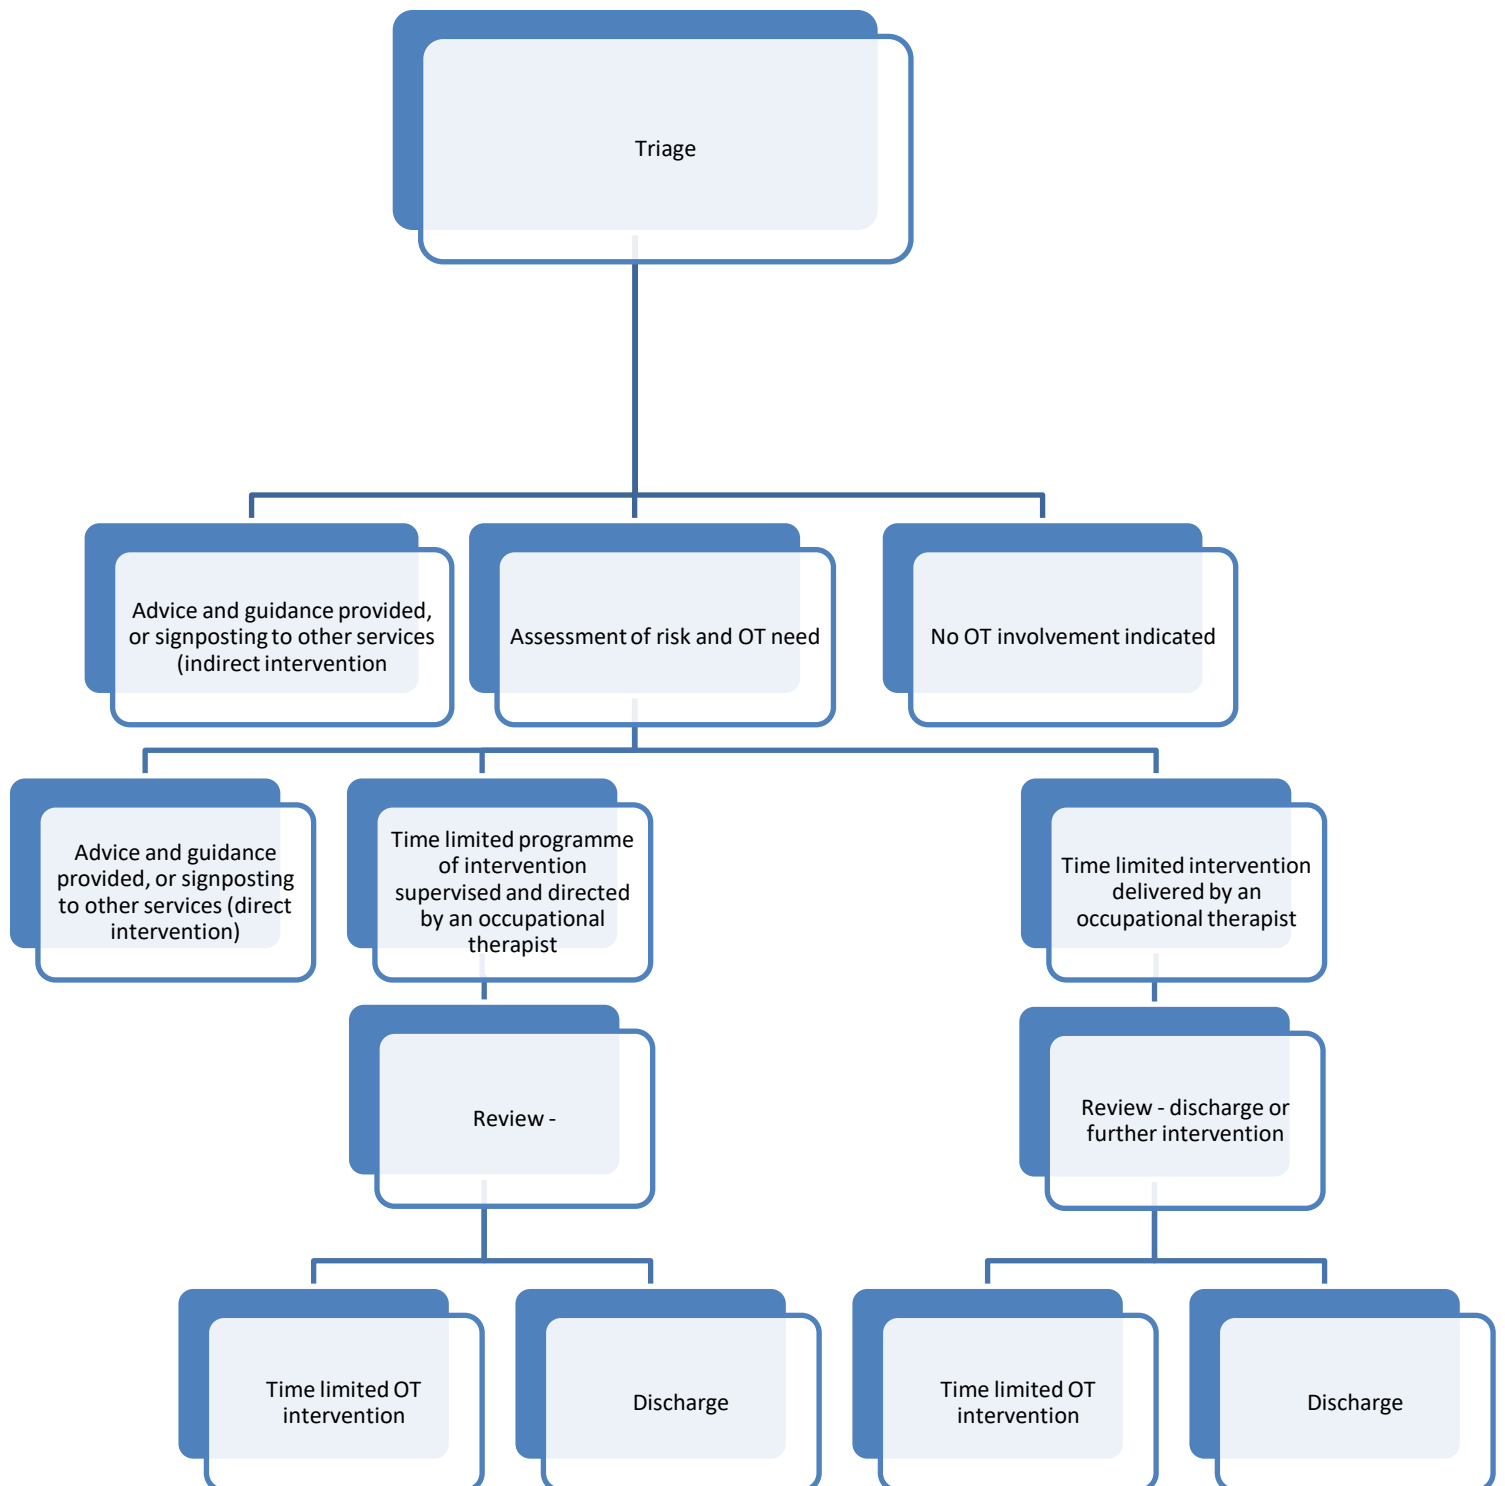 Triage
Advice and guidance provided,
or signposting to other services
(indirect intervention
Assessment of risk and OT need
No OT involvement indicated
Advice and guidance
provided, or signposting
to other services (direct
intervention)
Time limited programme
of intervention
supervised and directed
by an occupational
therapist
Time limited intervention
delivered by an
occupational therapist
Review -
Review - discharge or
further intervention
Time limited OT
intervention
Discharge
Time limited OT
intervention
Discharge